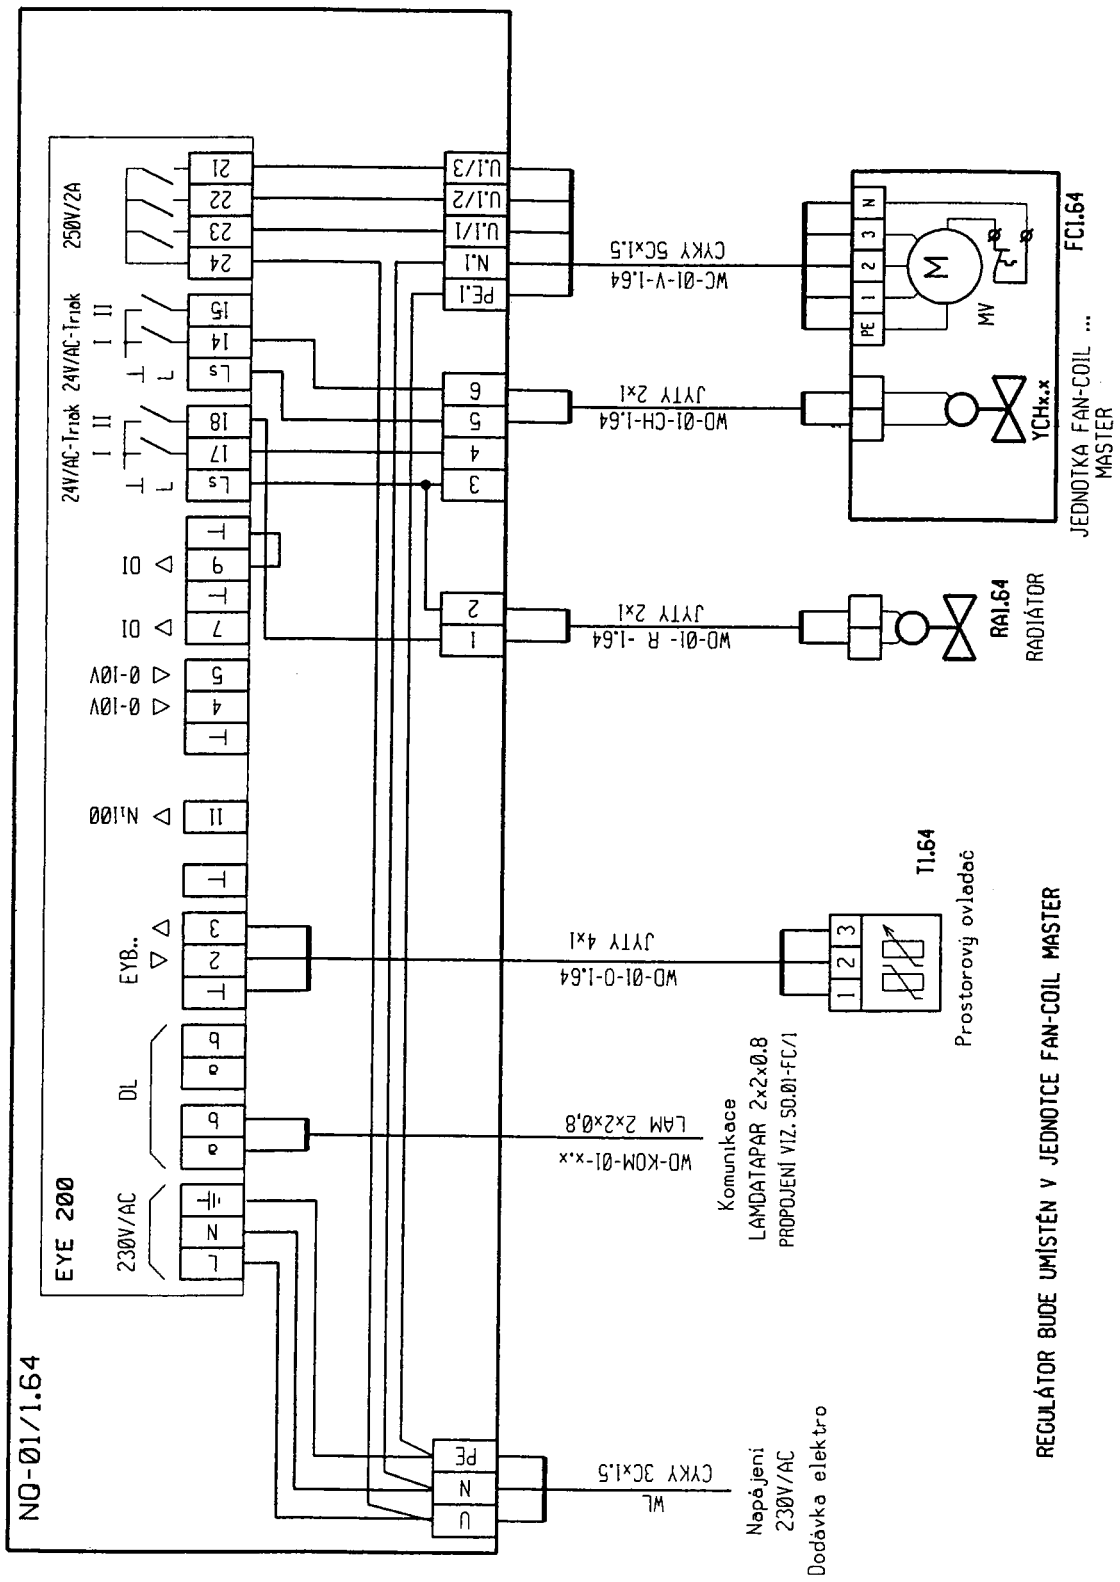 NQ-01/1.64
EYE 200
230V/AC
DL
EYB..
Ni100
0-10V
0-10V
DI
DI
24V/AC-Triak
I
II
24V/AC-Triak
I
II
250V/2A
L
N
a
b
a
b
2
3
11
4
5
7
9
Ls
17
18
Ls
14
15
24
23
22
21
U
N
PE
1
2
3
4
5
6
PE.1
N.1
U.1/1
U.1/2
U.1/3
WL
CYKY 3Cx1.5
WD-KOM-01-x.x
LAM 2x2x0,8
WD-01-O-1.64
JYTY 4x1
WD-01 - R -1.64
JYTY 2x1
WD-01-CH-1.64
JYTY 2x1
WC-01-V-1.64
CYKY 5Cx1.5
Napájení
230V/AC
Dodávka elektro
Komunikace
LAMDATAPAR 2x2x0.8
PROPOJENÍ VIZ. SO.01-FC/1
1
2
3
T1.64
Prostorový ovladač
RA1.64
RADIÁTOR
YCHx.x
PE
1
2
3
N
M
MV
FC1.64
JEDNOTKA FAN-COIL ...
MASTER
REGULÁTOR BUDE UMÍSTĚN V JEDNOTCE FAN-COIL MASTER